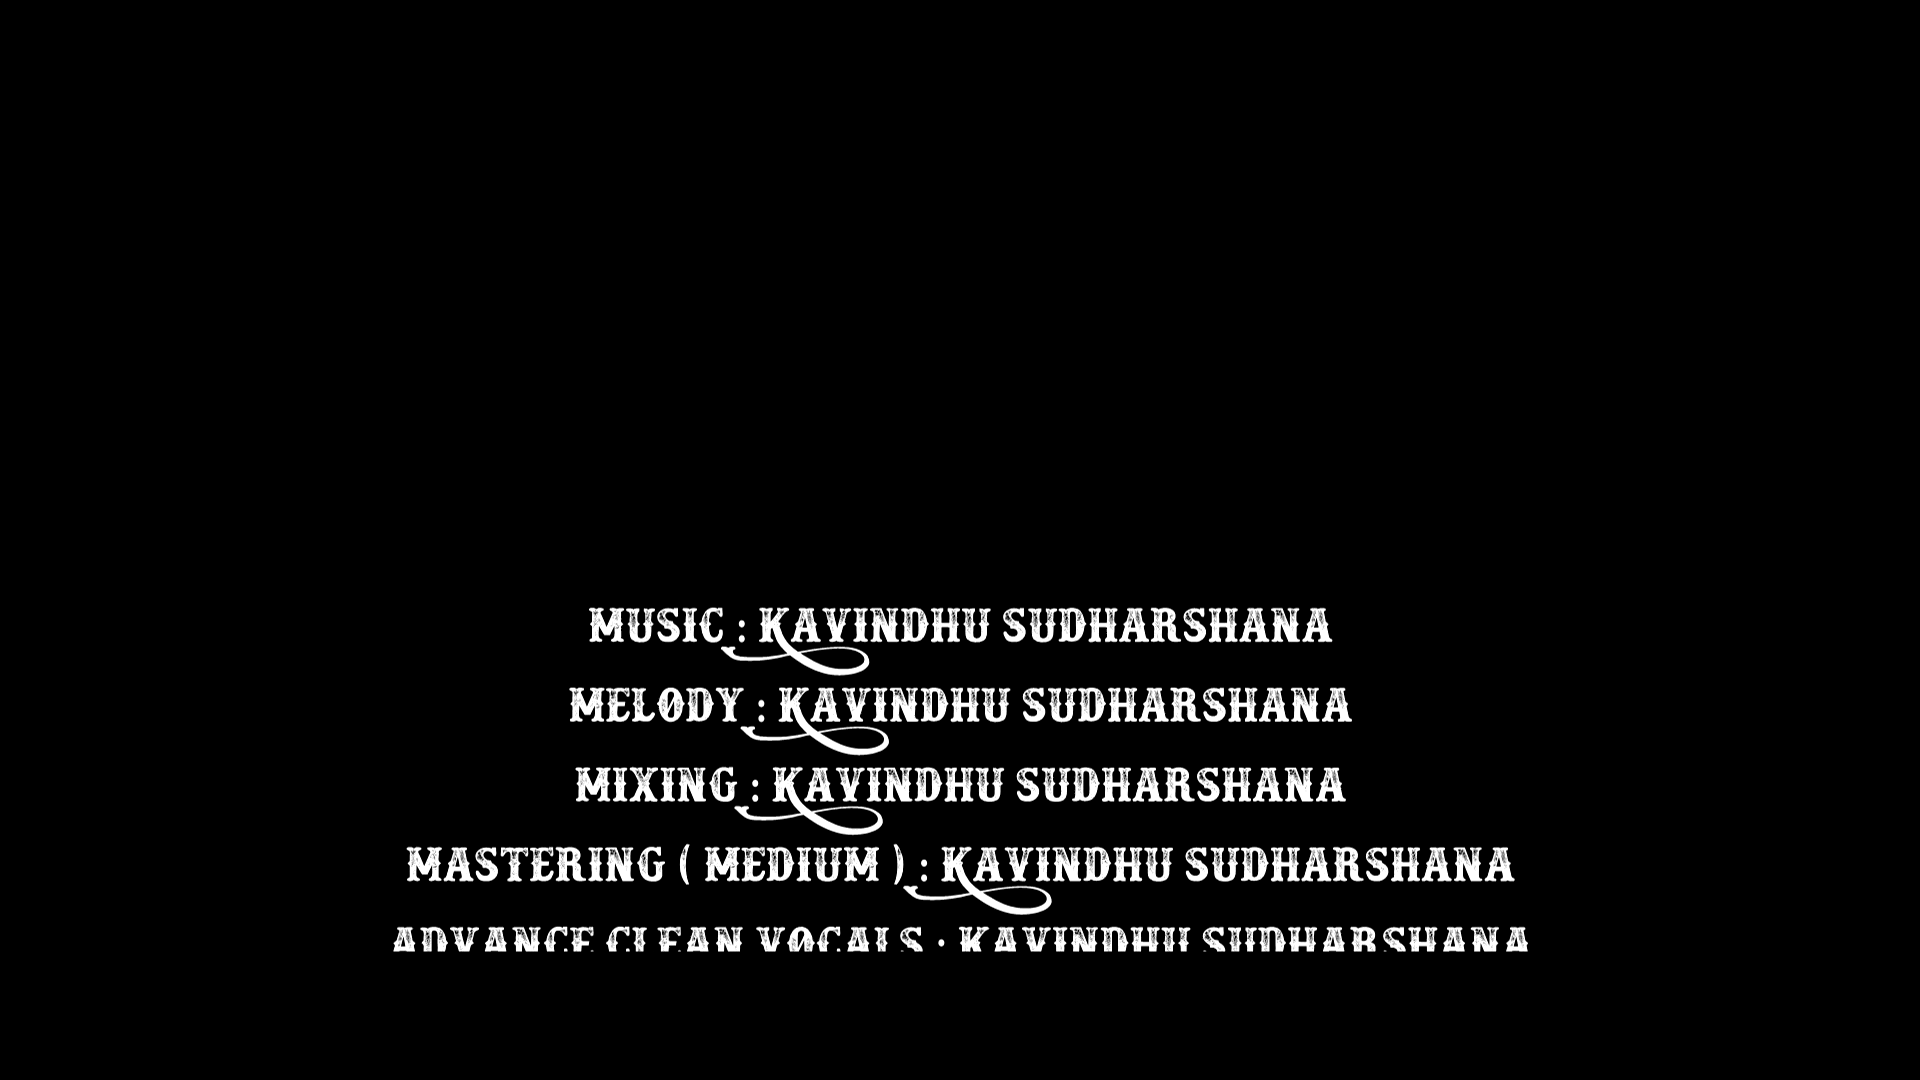 MUSIC : KAVINDHU SUDHARSHANA
MELODY : KAVINDHU SUDHARSHANA
MIXING : KAVINDHU SUDHARSHANA
MASTERING ( MEDIUM ) : KAVINDHU SUDHARSHANA
ADVANCE CLEAN VOCALS : KAVINDHU SUDHARSHANA